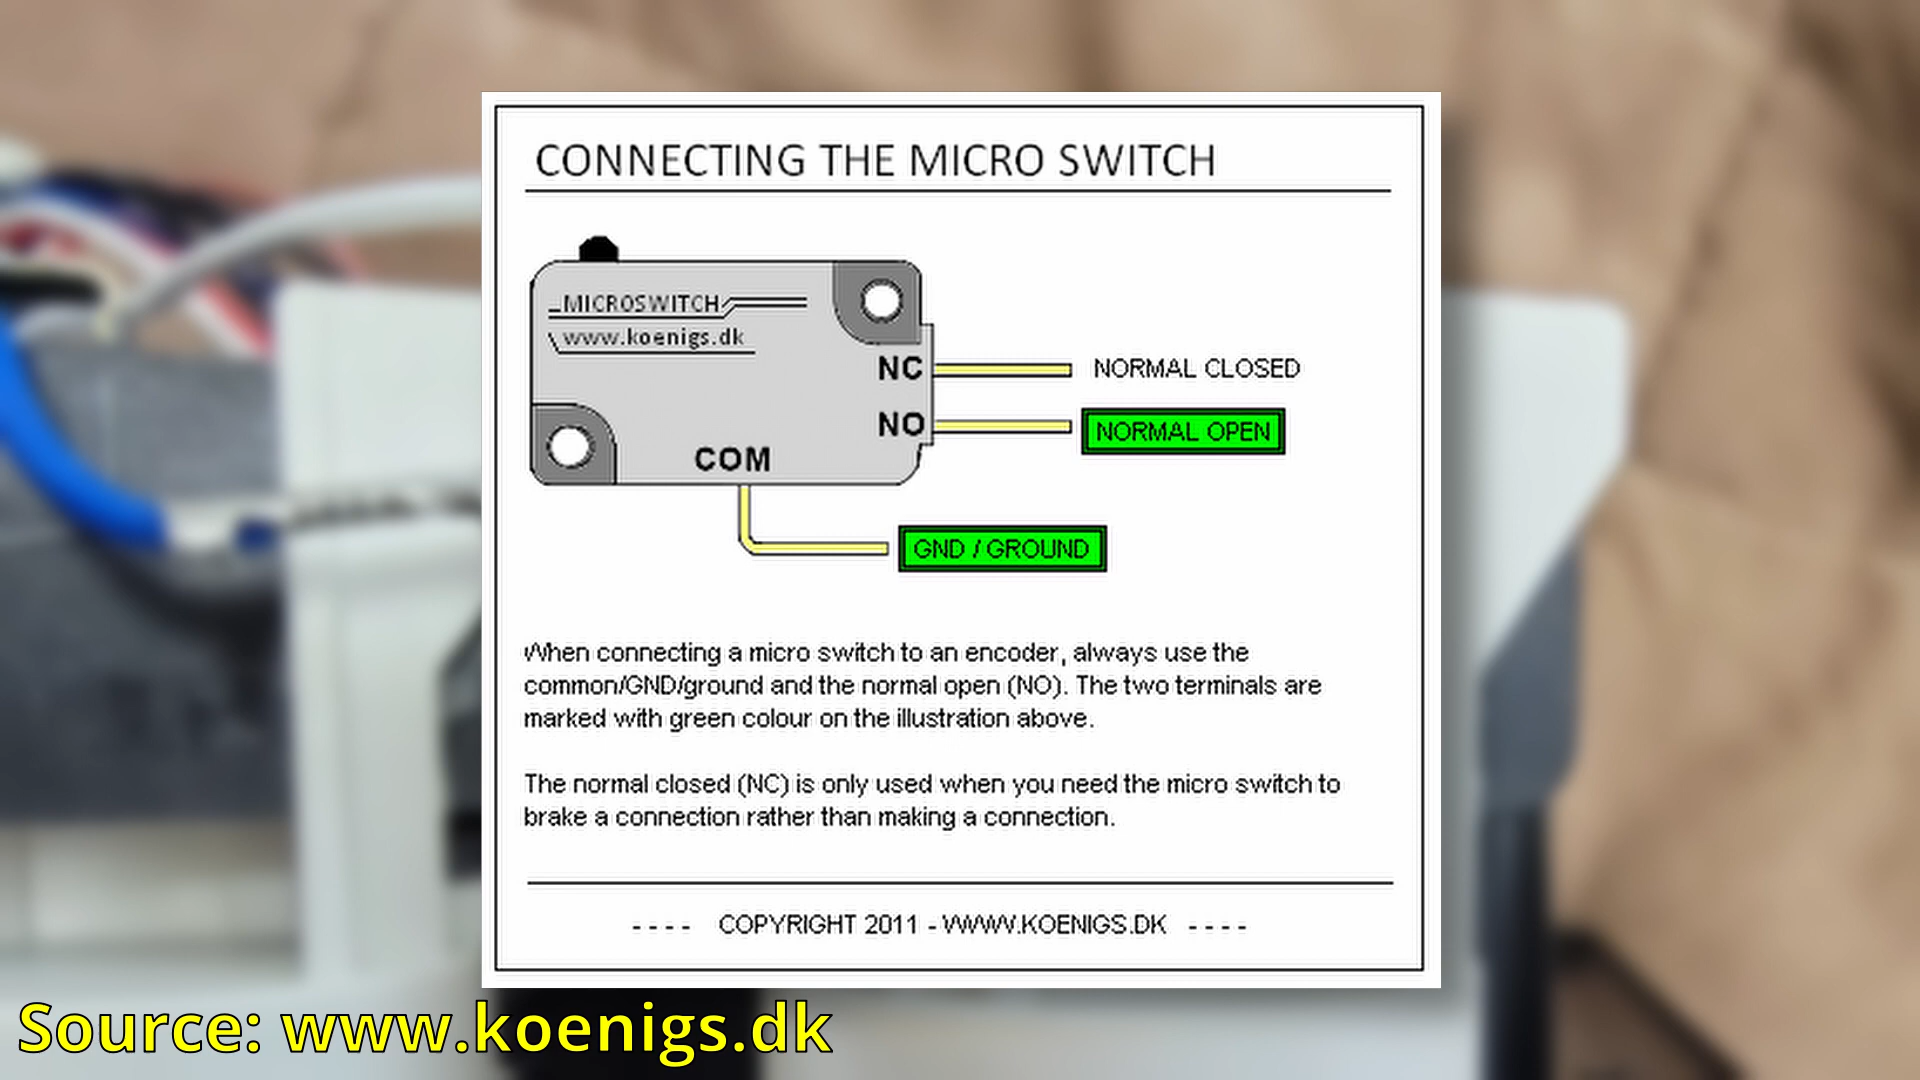 CONNECTING THE MICRO SWITCH
MICROSWITCH
www.koenigs.dk
NC
NORMAL CLOSED
NO
NORMAL OPEN
COM
GND / GROUND
When connecting a micro switch to an encoder, always use the
common/GND/ground and the normal open (NO). The two terminals are
marked with green colour on the illustration above.
The normal closed (NC) is only used when you need the micro switch to
brake a connection rather than making a connection.
- - - - COPYRIGHT 2011 - WWW.KOENIGS.DK - - - -
Source: www.koenigs.dk